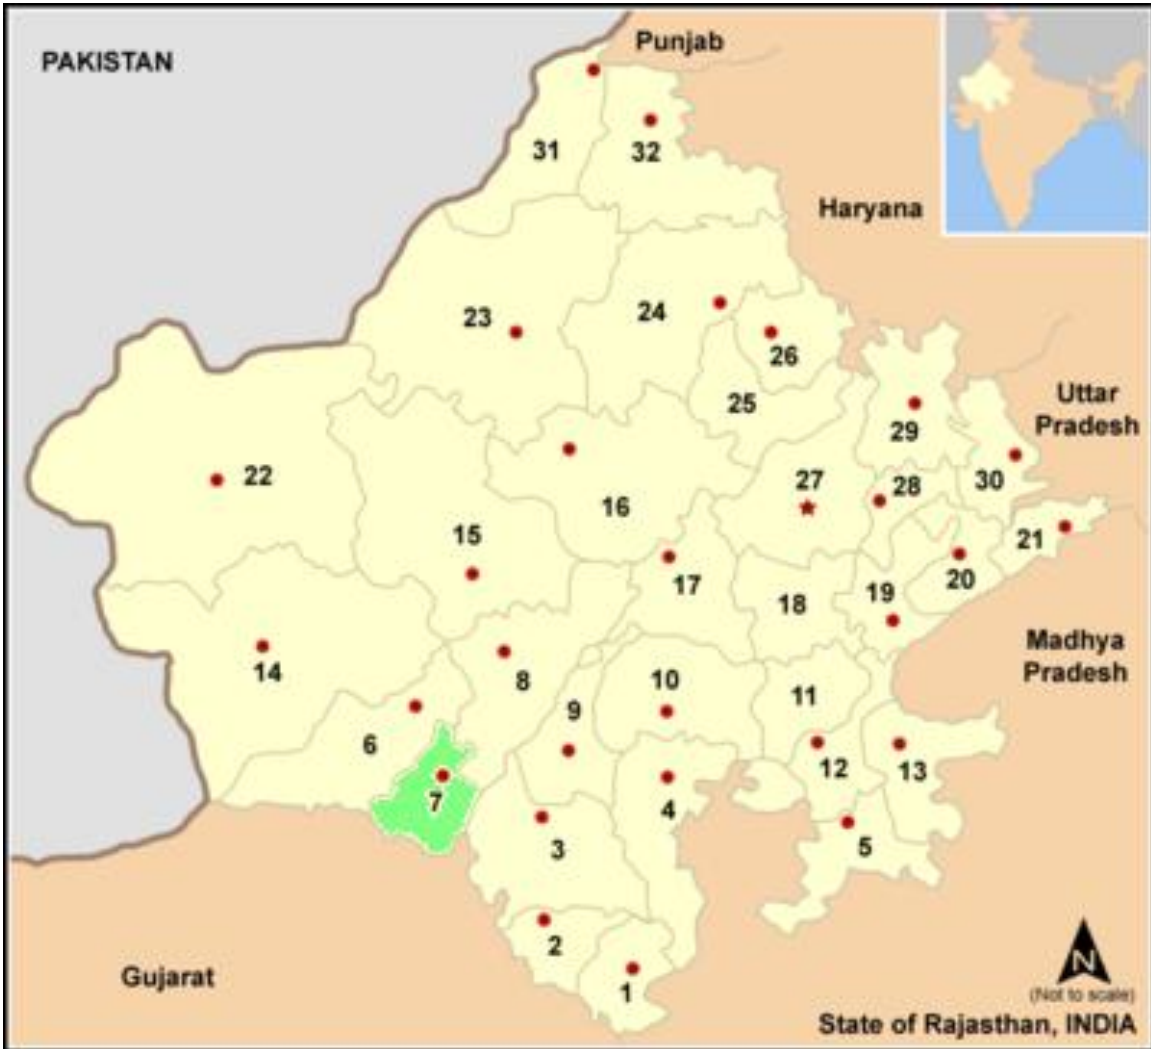 PAKISTAN
Punjab
31
32
Haryana
23
24
26
25
Uttar
Pradesh
29
22
27
28
30
16
15
21
17
20
18
19
Madhya
Pradesh
14
8
10
11
9
6
12
13
7
4
3
5
2
Gujarat
1
N
(Not to scale)
State of Rajasthan, INDIA